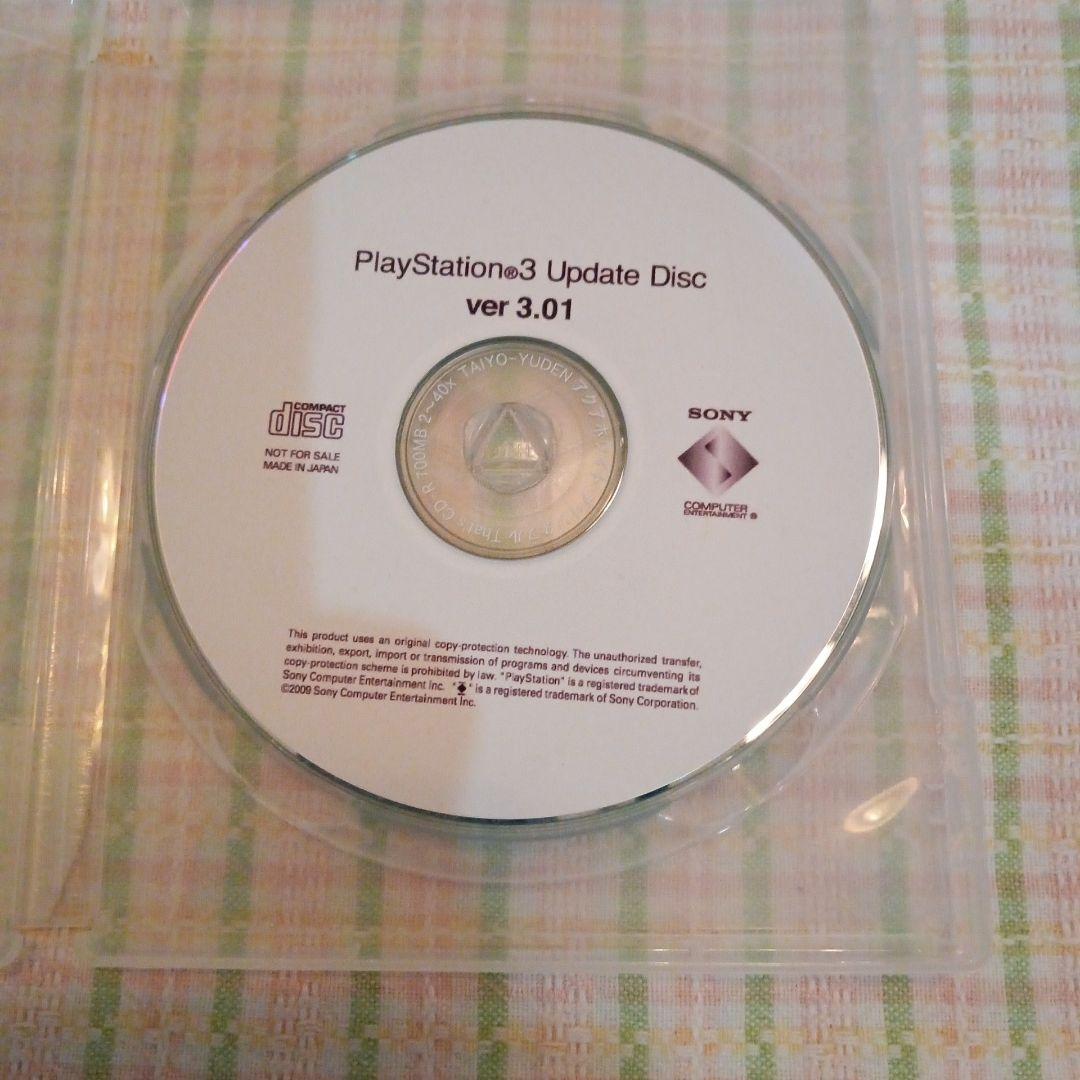 PlayStation®3 Update Disc
ver 3.01
COMPACT
disc
NOT FOR SALE
MADE IN JAPAN
That's CD-R 700MB 2～40x TAIYO-YUDEN
SONY
COMPUTER
ENTERTAINMENT ®
This product uses an original copy-protection technology. The unauthorized transfer,
exhibition, export, import or transmission of programs and devices circumventing its
copy-protection scheme is prohibited by law. "PlayStation" is a registered trademark of
Sony Computer Entertainment Inc. " " is a registered trademark of Sony Corporation.
©2009 Sony Computer Entertainment Inc.